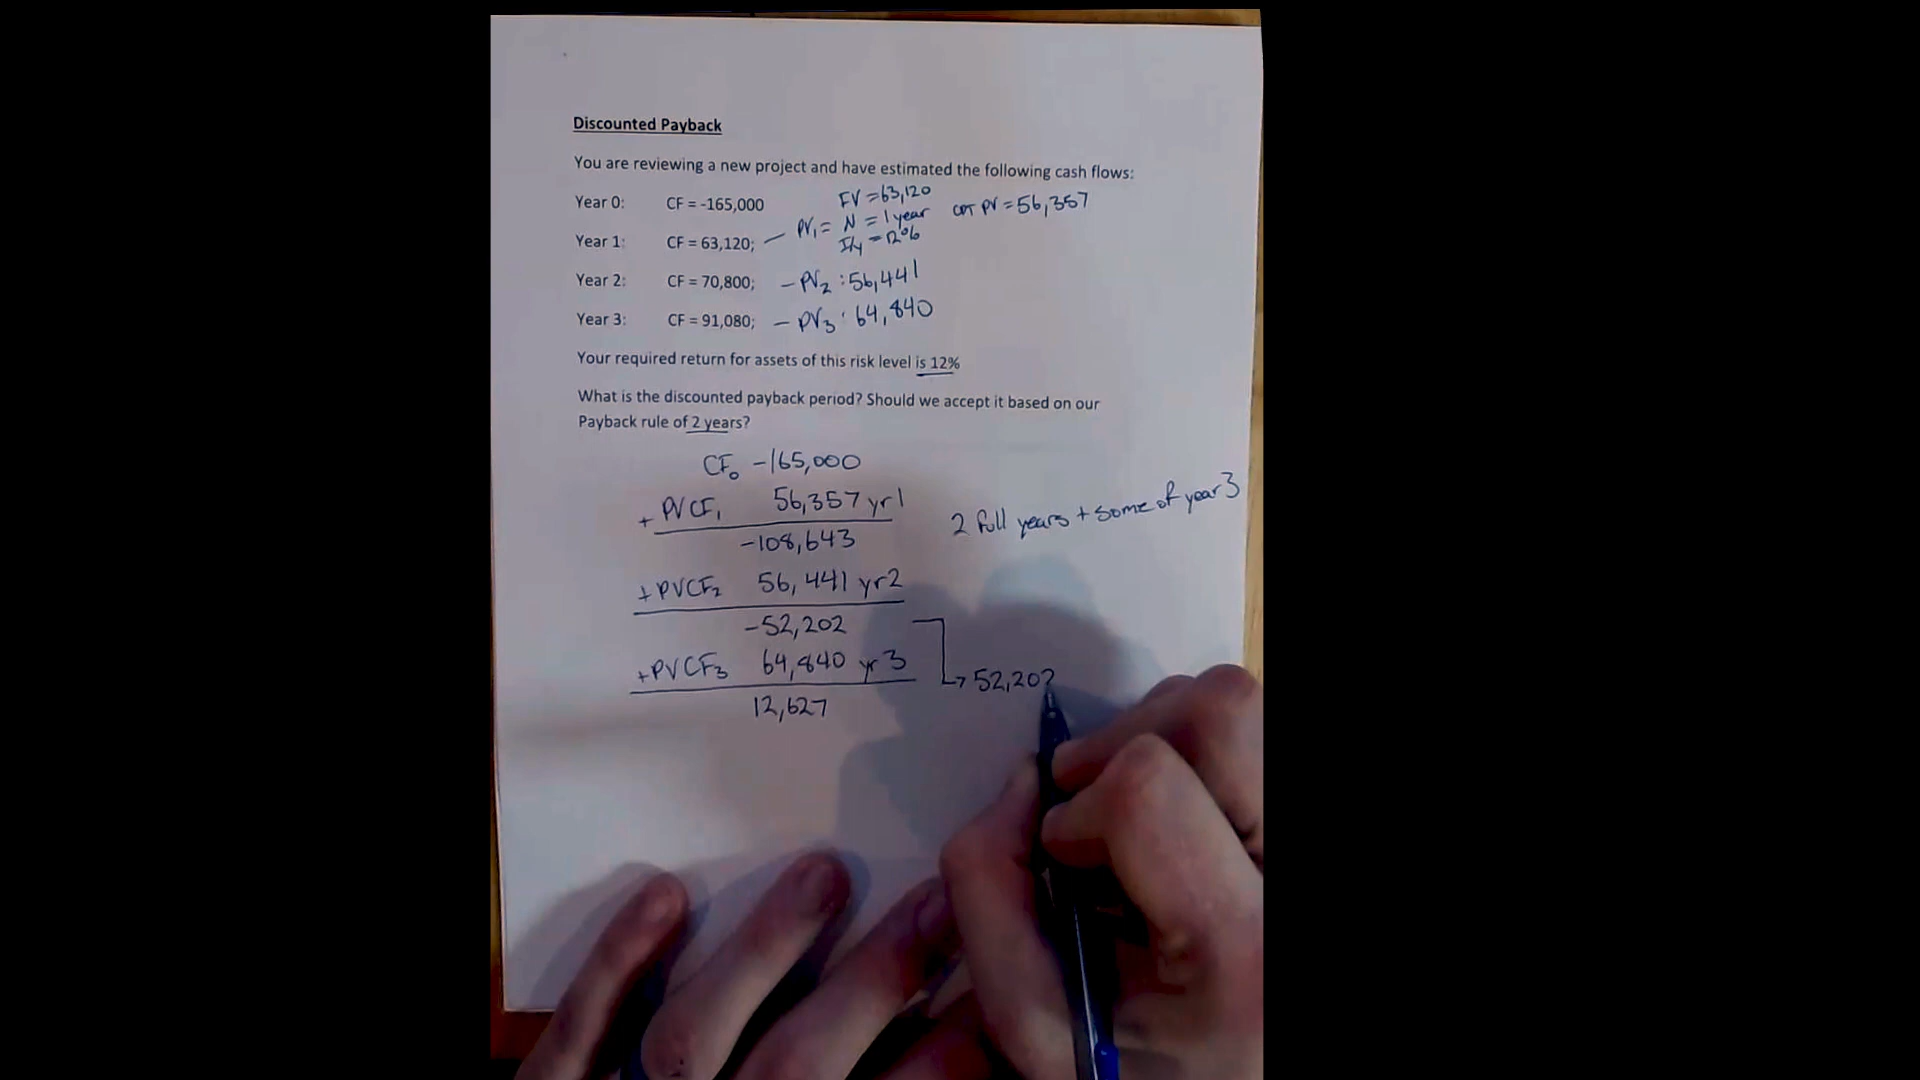 Discounted Payback
You are reviewing a new project and have estimated the following cash flows:
Year 0: CF = -165,000
FV = 63,120
PV₁ = N = 1 year
I/Y = 12%
CPT PV = 56,357
Year 1: CF = 63,120;
Year 2: CF = 70,800; – PV₂ : 56,441
Year 3: CF = 91,080; – PV₃ : 64,840
Your required return for assets of this risk level is 12%
What is the discounted payback period? Should we accept it based on our
Payback rule of 2 years?
CF₀ -165,000
+ PVCF₁ 56,357 yr1
-108,643
+PVCF₂ 56,441 yr2
-52,202
+PVCF₃ 64,840 yr3
12,627
2 full years + some of year 3
→ 52,202